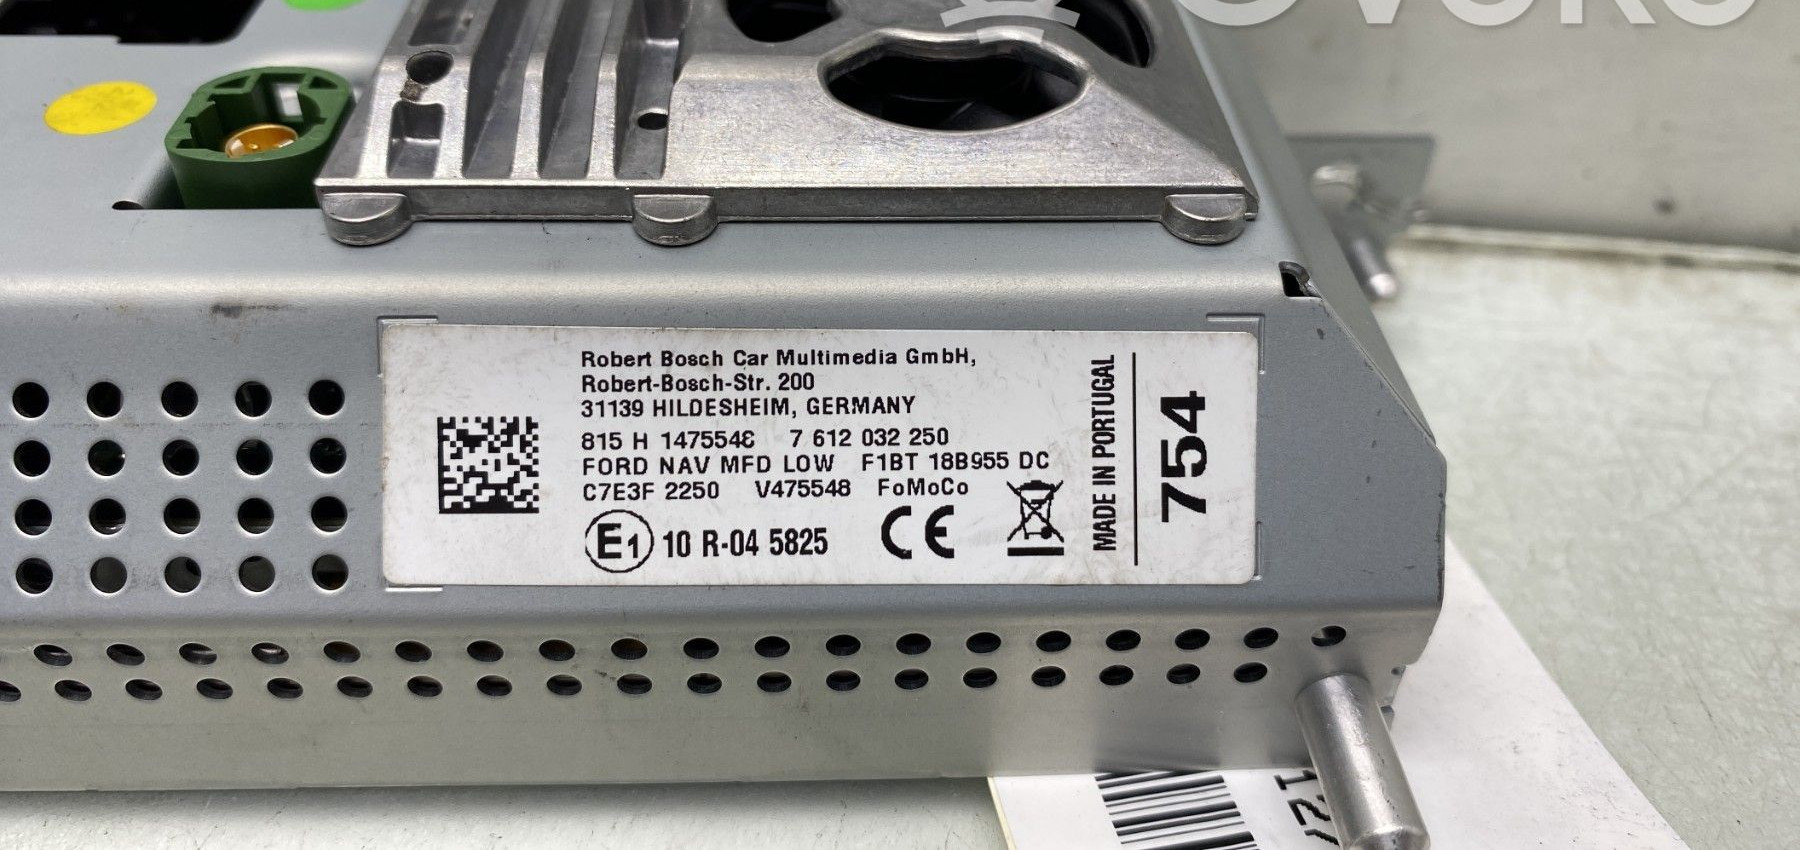 Robert Bosch Car Multimedia GmbH,
Robert-Bosch-Str. 200
31139 HILDESHEIM, GERMANY
815 H 1475548 7 612 032 250
FORD NAV MFD LOW F1BT 18B955 DC
C7E3F 2250 V475548 FoMoCo
E1 10 R-04 5825 CE
MADE IN PORTUGAL
754